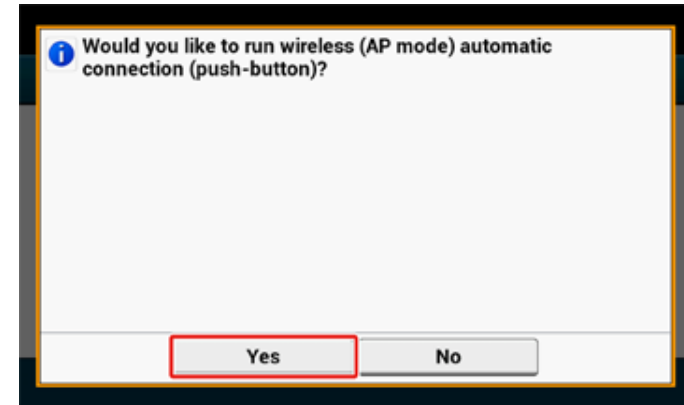 Would you like to run wireless (AP mode) automatic
connection (push-button)?
Yes
No